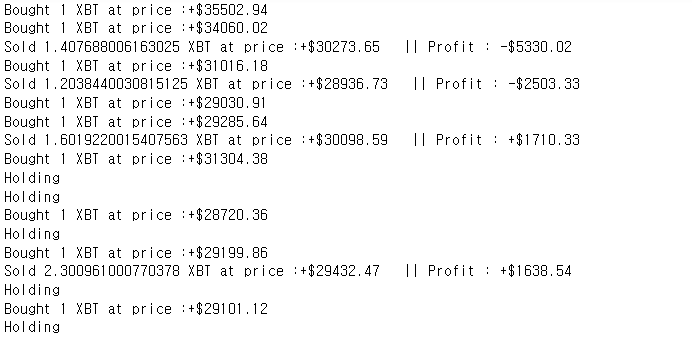 Bought 1 XBT at price :+$35502.94
Bought 1 XBT at price :+$34060.02
Sold 1.407688006163025 XBT at price :+$30273.65 || Profit : -$5330.02
Bought 1 XBT at price :+$31016.18
Sold 1.2038440030815125 XBT at price :+$28936.73 || Profit : -$2503.33
Bought 1 XBT at price :+$29030.91
Bought 1 XBT at price :+$29285.64
Sold 1.6019220015407563 XBT at price :+$30098.59 || Profit : +$1710.33
Bought 1 XBT at price :+$31304.38
Holding
Holding
Bought 1 XBT at price :+$28720.36
Holding
Bought 1 XBT at price :+$29199.86
Sold 2.300961000770378 XBT at price :+$29432.47 || Profit : +$1638.54
Holding
Bought 1 XBT at price :+$29101.12
Holding